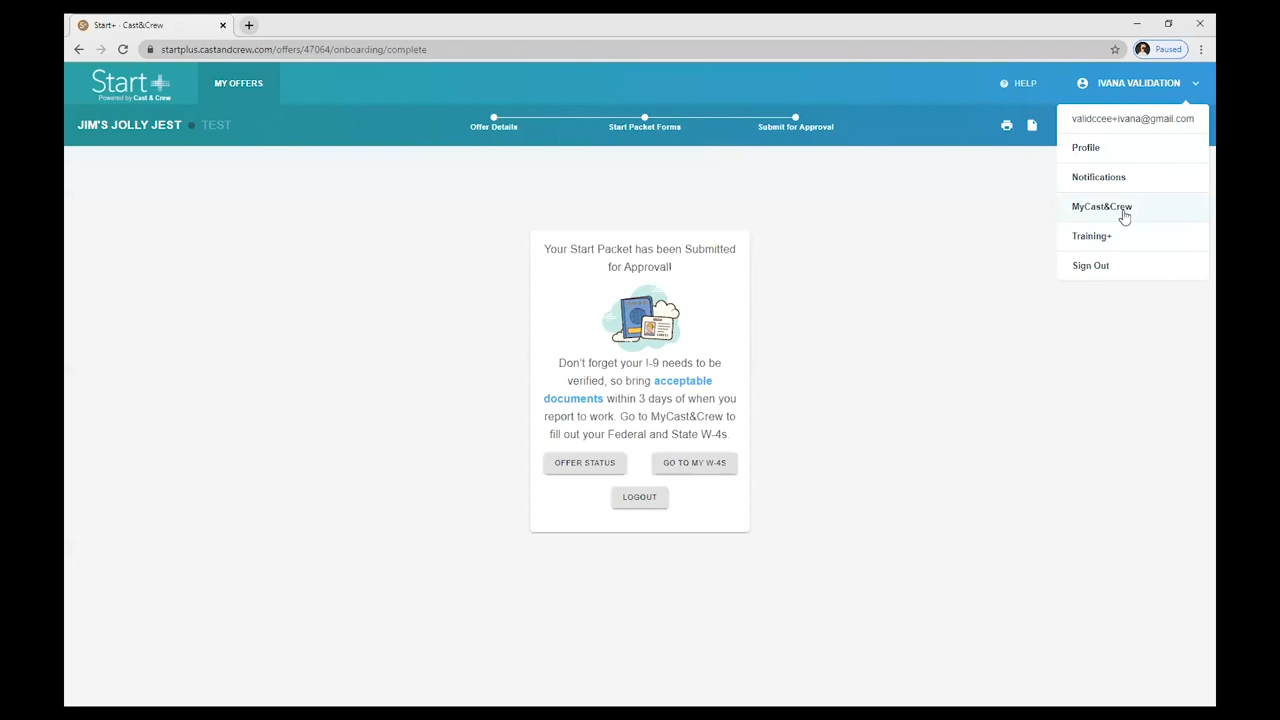 Start+ - Cast&Crew
startplus.castandcrew.com/offers/47064/onboarding/complete
Paused
Start+
Powered by Cast & Crew
MY OFFERS
HELP
IVANA VALIDATION
JIM'S JOLLY JEST ● TEST
Offer Details
Start Packet Forms
Submit for Approval
validccee+ivana@gmail.com
Profile
Notifications
MyCast&Crew
Training+
Sign Out
Your Start Packet has been Submitted
for Approval!
Don't forget your I-9 needs to be
verified, so bring acceptable
documents within 3 days of when you
report to work. Go to MyCast&Crew to
fill out your Federal and State W-4s.
OFFER STATUS
GO TO MY W-4S
LOGOUT